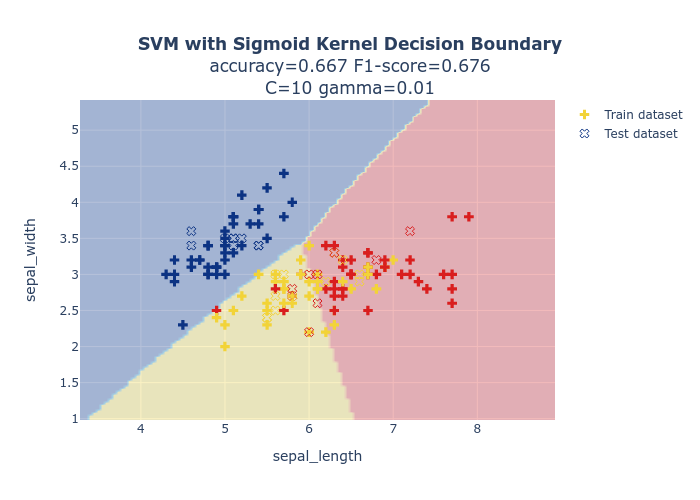 SVM with Sigmoid Kernel Decision Boundary
accuracy=0.667 F1-score=0.676
C=10 gamma=0.01
Train dataset
Test dataset
5
4.5
4
3.5
3
2.5
2
1.5
1
sepal_width
4
5
6
7
8
sepal_length